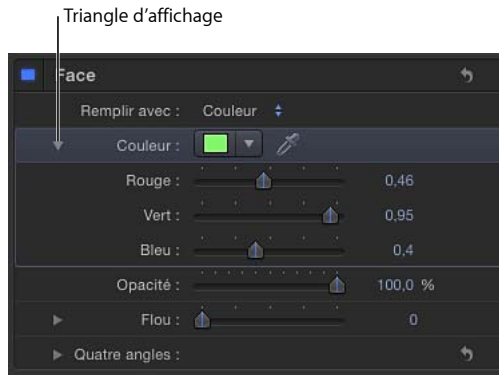 Triangle d’affichage
Face
Remplir avec : Couleur
Couleur :
Rouge : 0,46
Vert : 0,95
Bleu : 0,4
Opacité : 100,0 %
Flou : 0
Quatre angles :